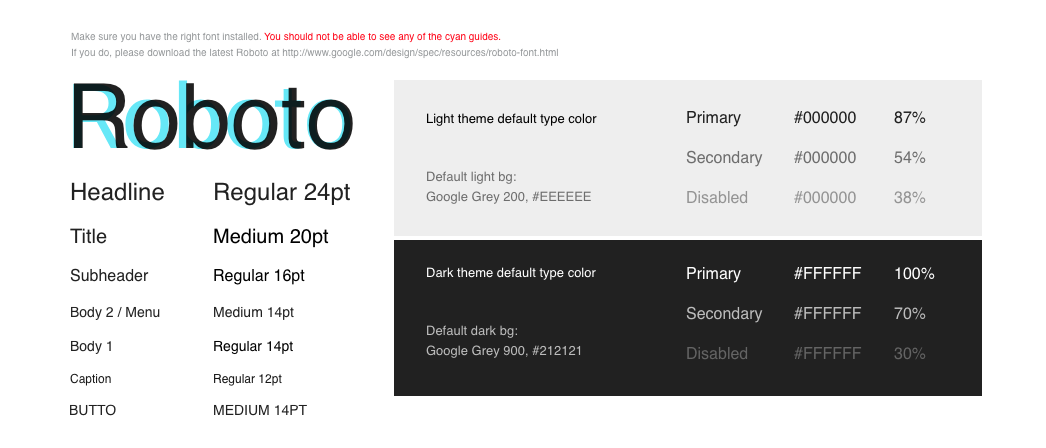 Make sure you have the right font installed. You should not be able to see any of the cyan guides.
If you do, please download the latest Roboto at http://www.google.com/design/spec/resources/roboto-font.html
Roboto
Headline Regular 24pt
Title Medium 20pt
Subheader Regular 16pt
Body 2 / Menu Medium 14pt
Body 1 Regular 14pt
Caption Regular 12pt
BUTTO MEDIUM 14PT
Light theme default type color
Default light bg:
Google Grey 200, #EEEEEE
Primary #000000 87%
Secondary #000000 54%
Disabled #000000 38%
Dark theme default type color
Default dark bg:
Google Grey 900, #212121
Primary #FFFFFF 100%
Secondary #FFFFFF 70%
Disabled #FFFFFF 30%